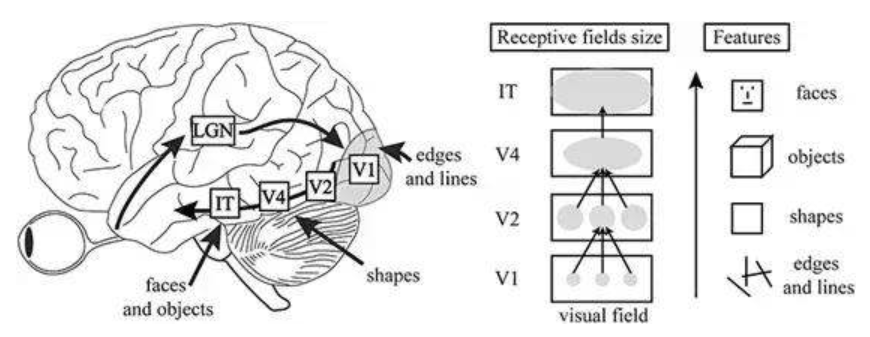 LGN
V1
V2
V4
IT
edges
and lines
shapes
faces
and objects
Receptive fields size
Features
IT
faces
V4
objects
V2
shapes
V1
edges
and lines
visual field